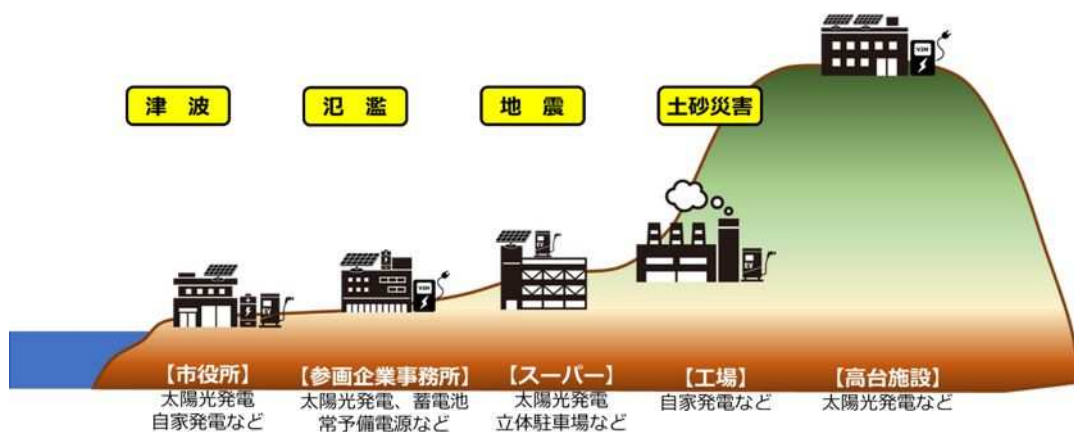 津 波
氾 濫
地 震
土砂災害
【市役所】
太陽光発電
自家発電など
【参画企業事務所】
太陽光発電、蓄電池
常予備電源など
【スーパー】
太陽光発電
立体駐車場など
【工場】
自家発電など
【高台施設】
太陽光発電など